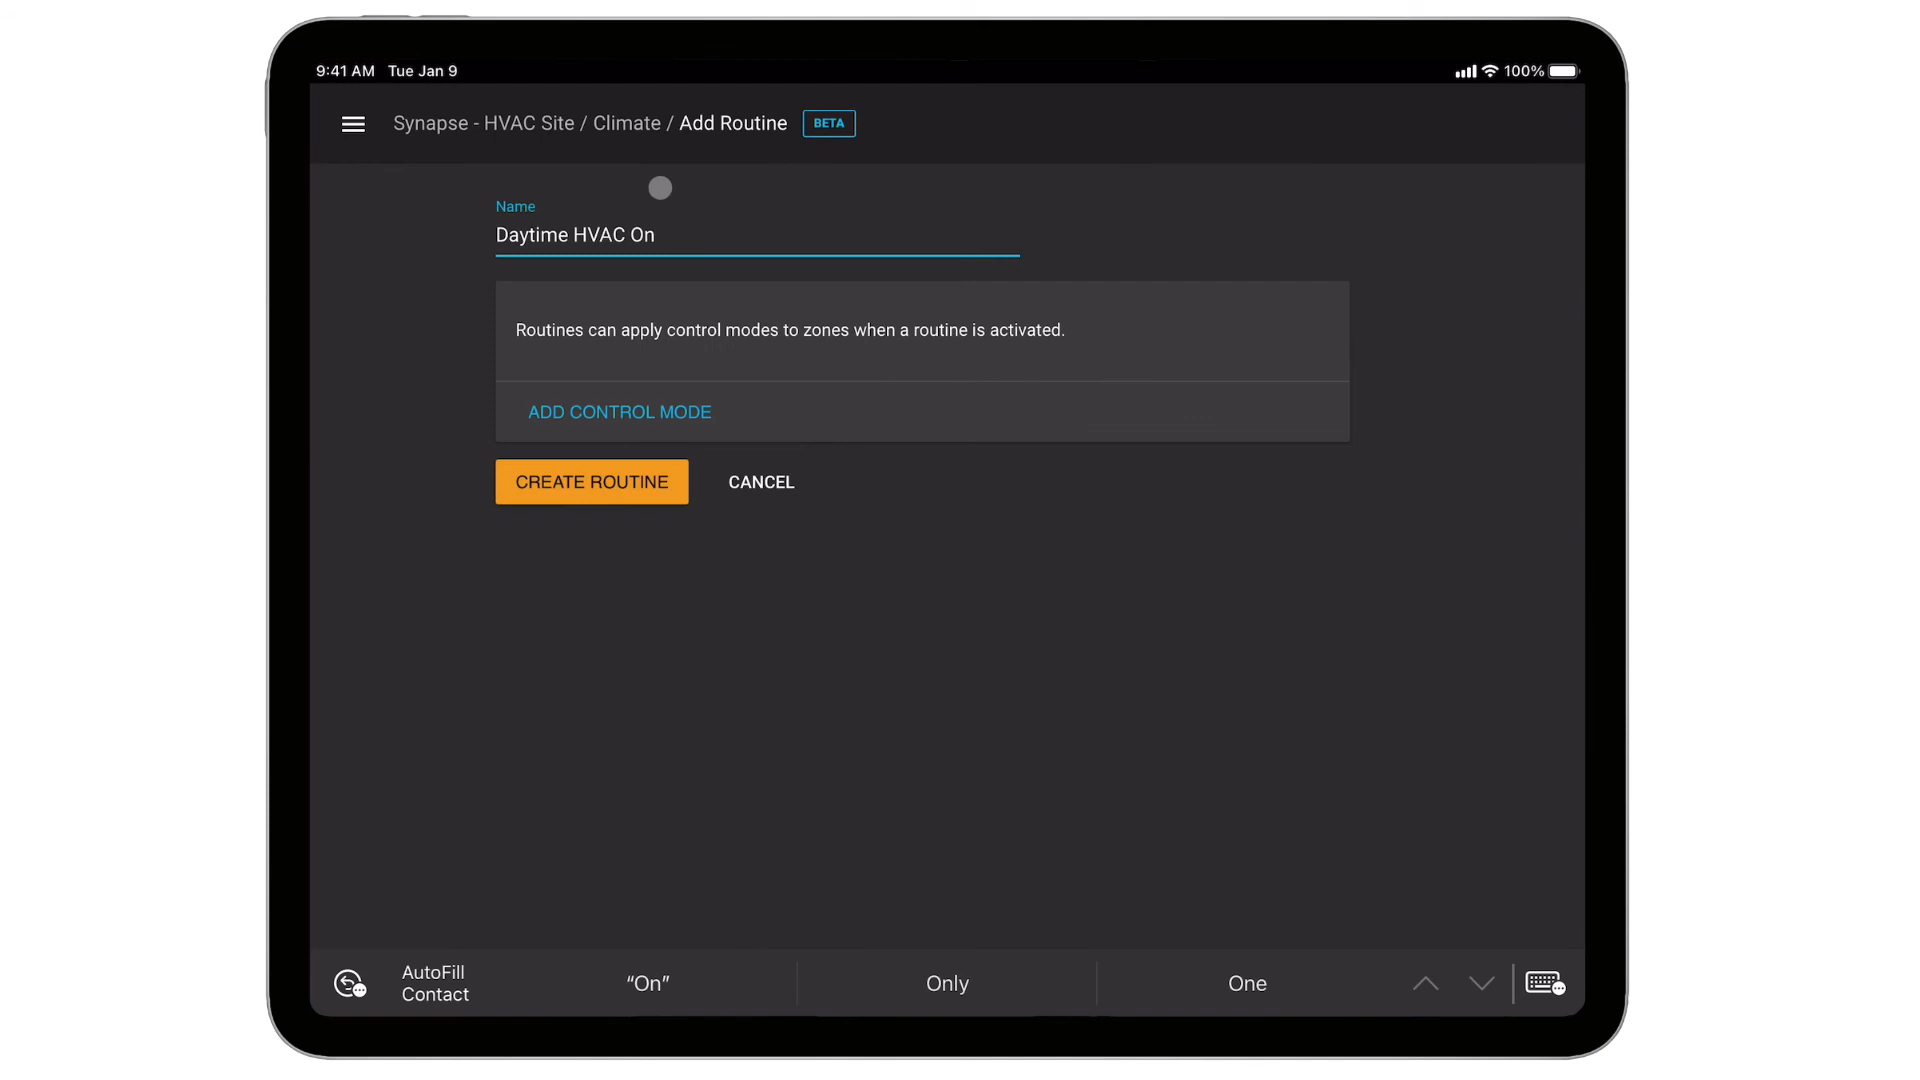 9:41 AM Tue Jan 9
100%
Synapse - HVAC Site / Climate / Add Routine BETA
Name
Daytime HVAC On
Routines can apply control modes to zones when a routine is activated.
ADD CONTROL MODE
CREATE ROUTINE CANCEL
AutoFill
Contact
“On” Only One